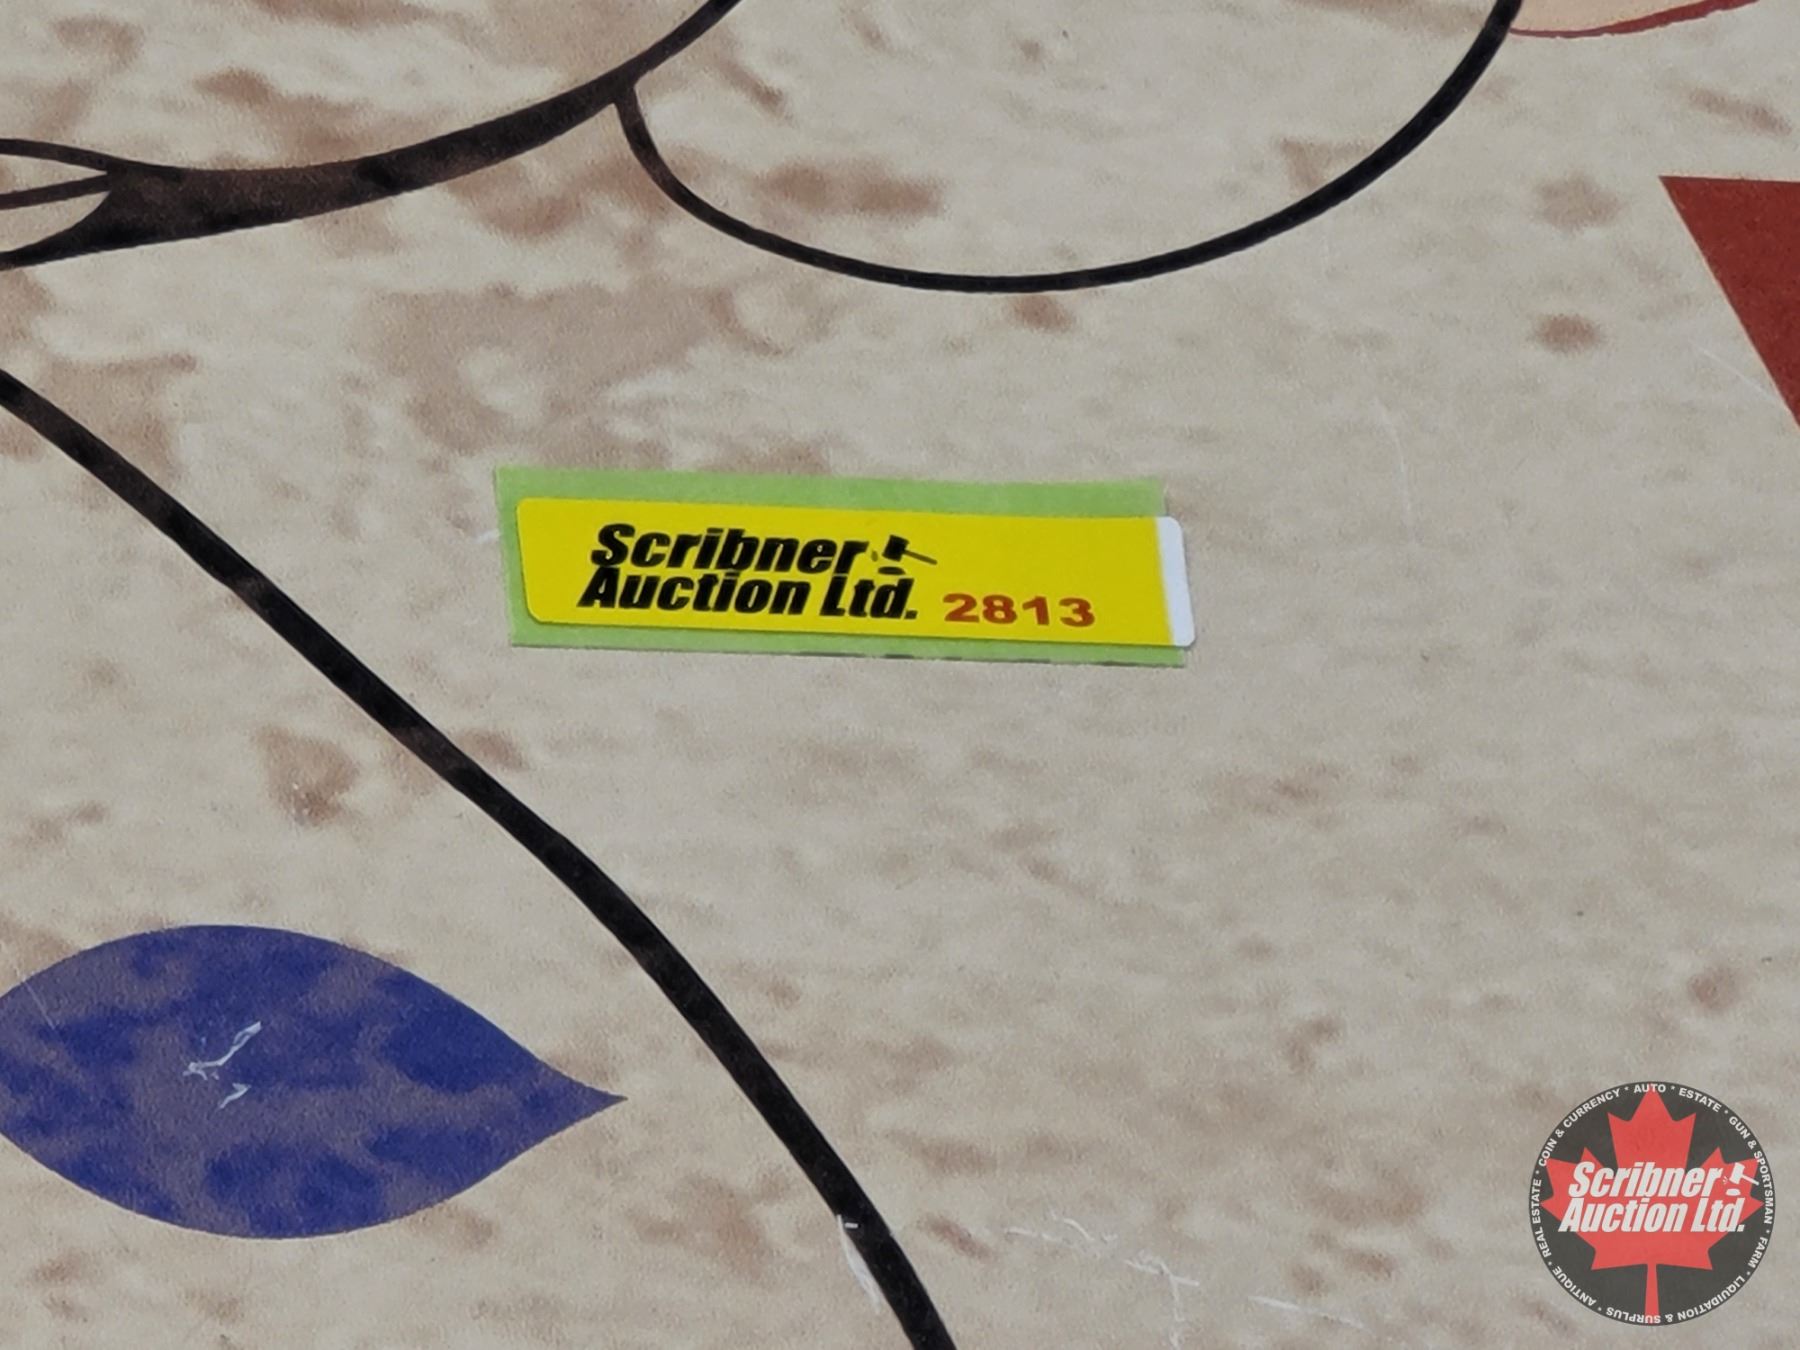 Scribner
Auction Ltd. 2813
COIN & CURRENCY * AUTO * ESTATE * GUN & SPORTSMAN * FARM * LIQUIDATION & SURPLUS * ANTIQUE * REAL ESTATE *
Scribner
Auction Ltd.